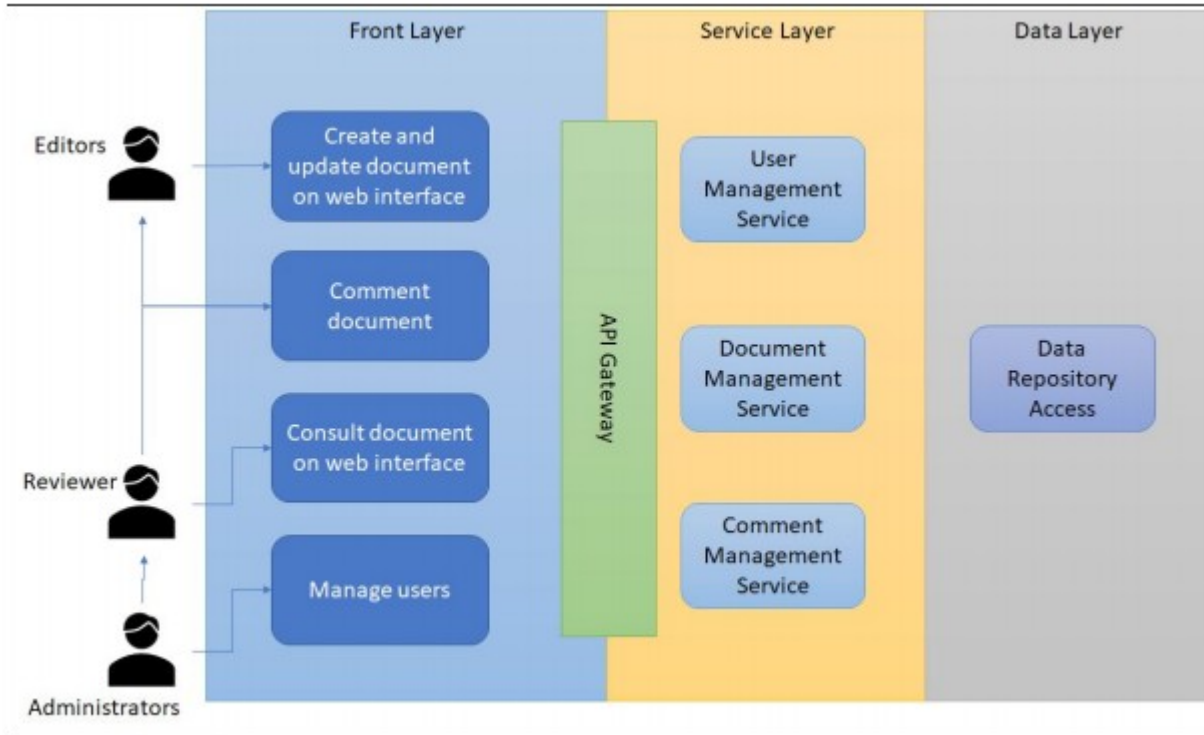 Front Layer
Service Layer
Data Layer
Editors
Create and
update document
on web interface
Comment
document
Reviewer
Consult document
on web interface
Manage users
Administrators
API Gateway
User
Management
Service
Document
Management
Service
Comment
Management
Service
Data
Repository
Access